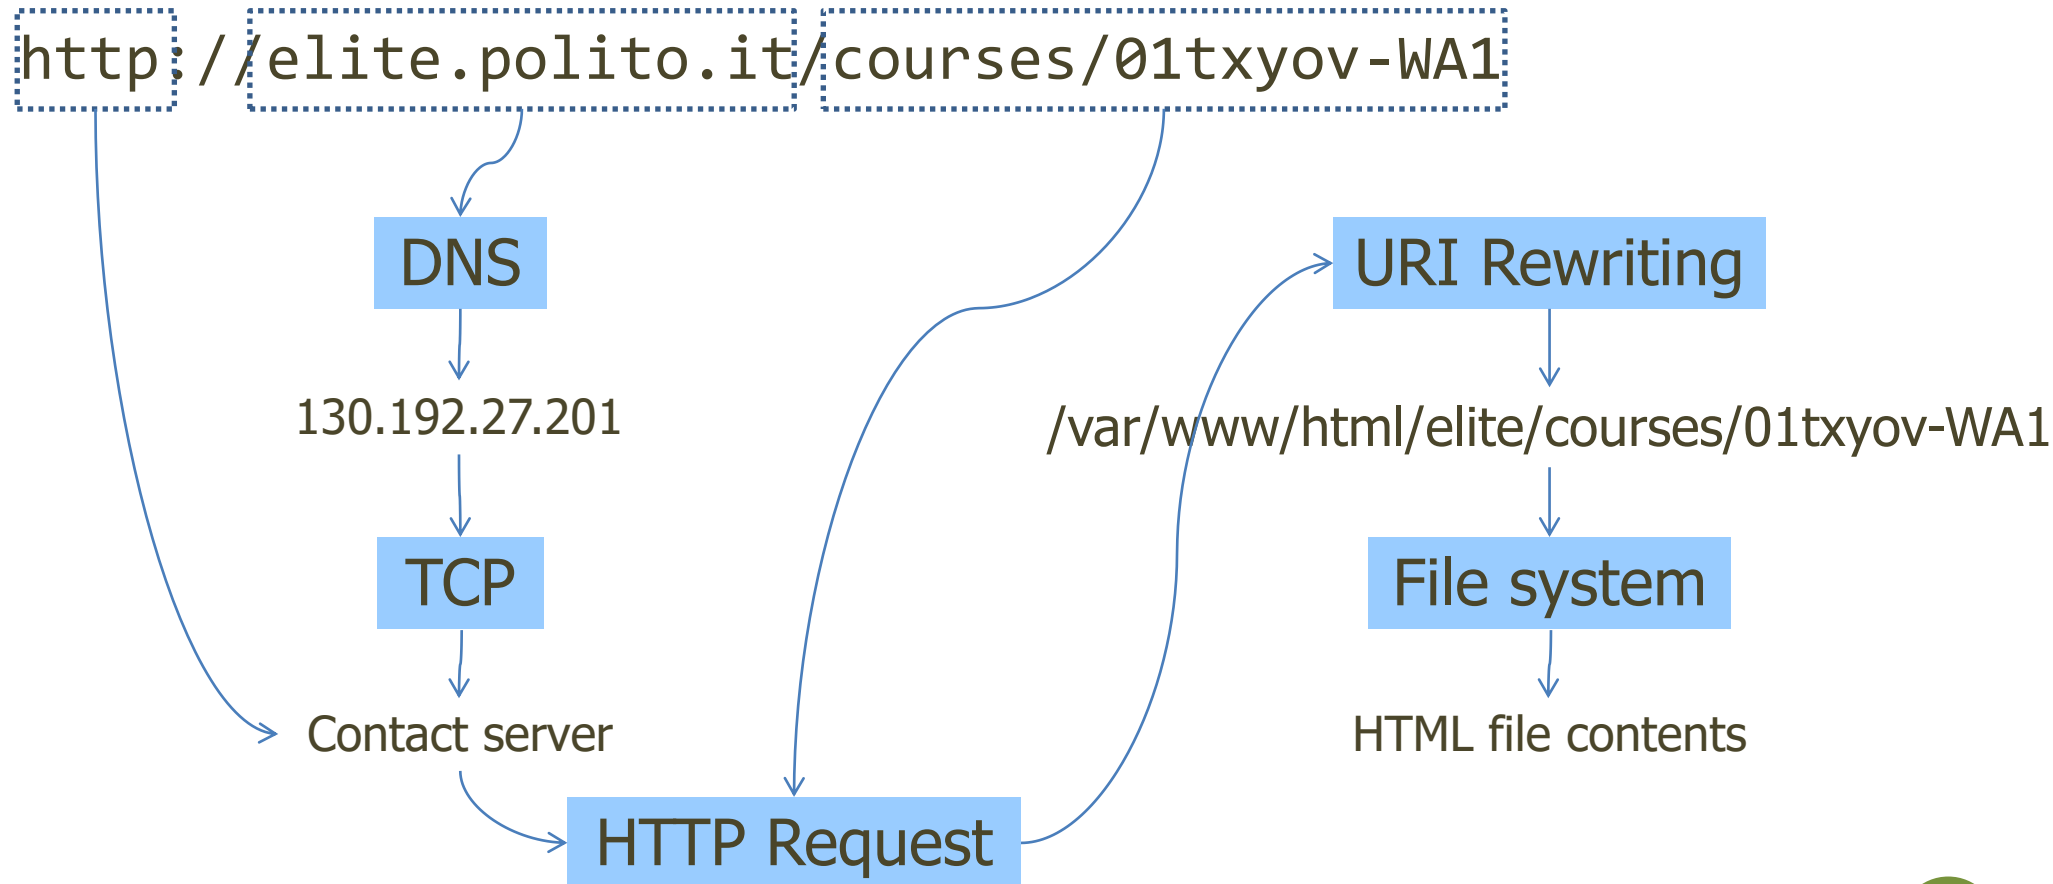 http://elite.polito.it/courses/01txyov-WA1
DNS
130.192.27.201
TCP
Contact server
HTTP Request
URI Rewriting
/var/www/html/elite/courses/01txyov-WA1
File system
HTML file contents